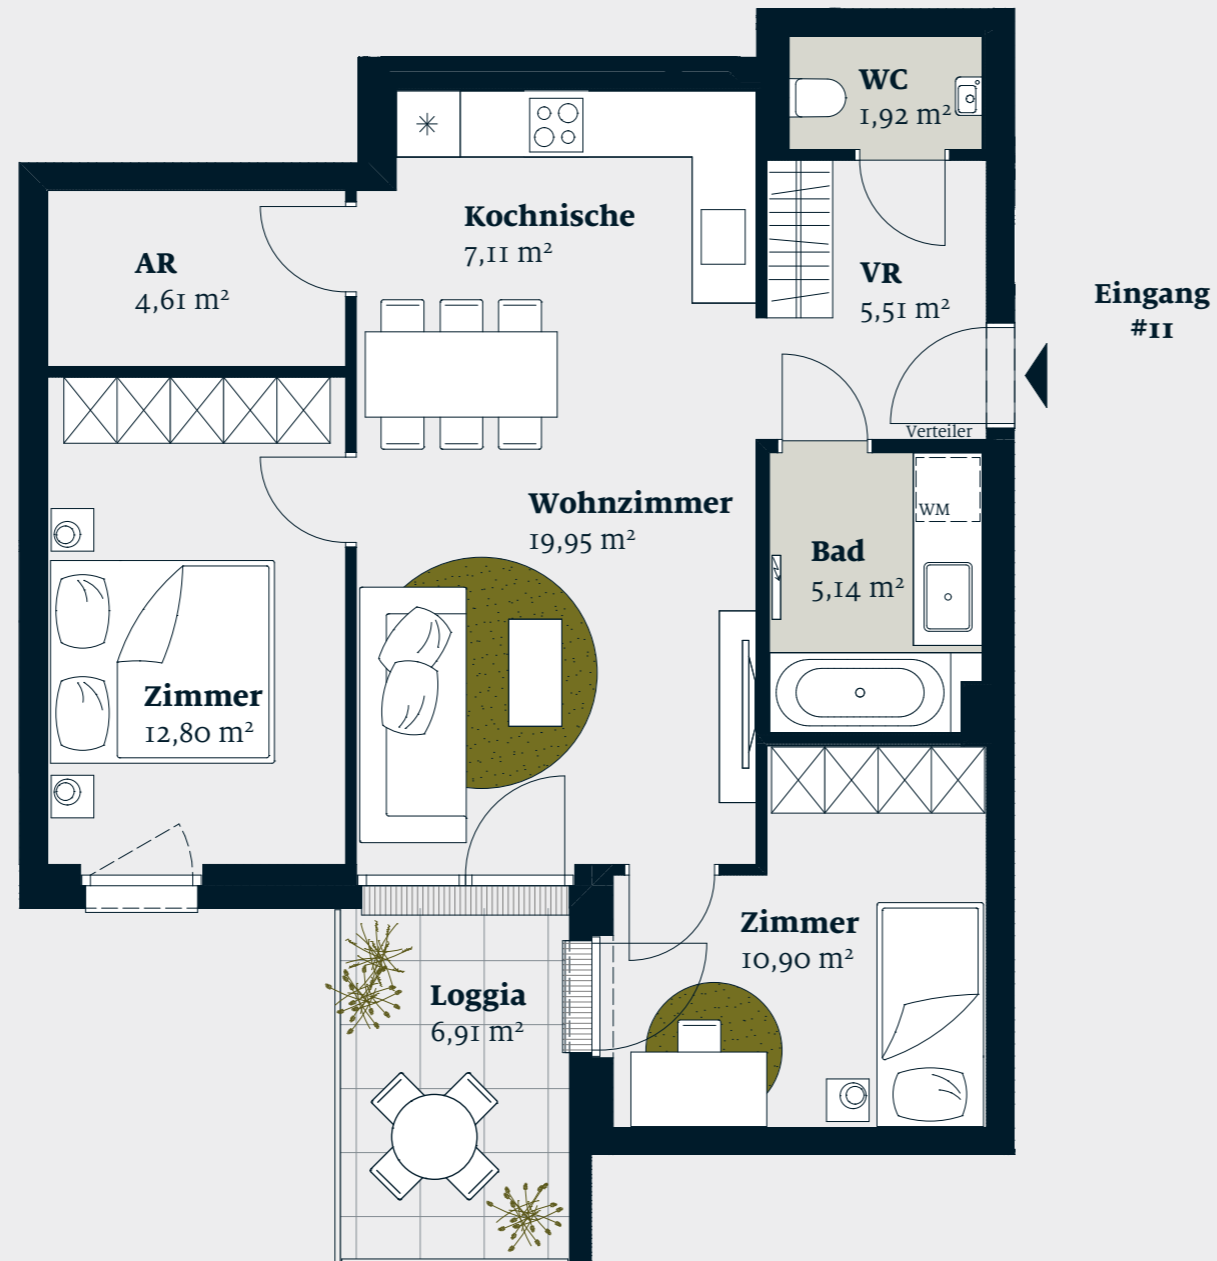 WC
1,92 m²
Kochnische
7,11 m²
AR
4,61 m²
VR
5,51 m²
Eingang
#11
Verteiler
Wohnzimmer
19,95 m²
WM
Bad
5,14 m²
Zimmer
12,80 m²
Zimmer
10,90 m²
Loggia
6,91 m²